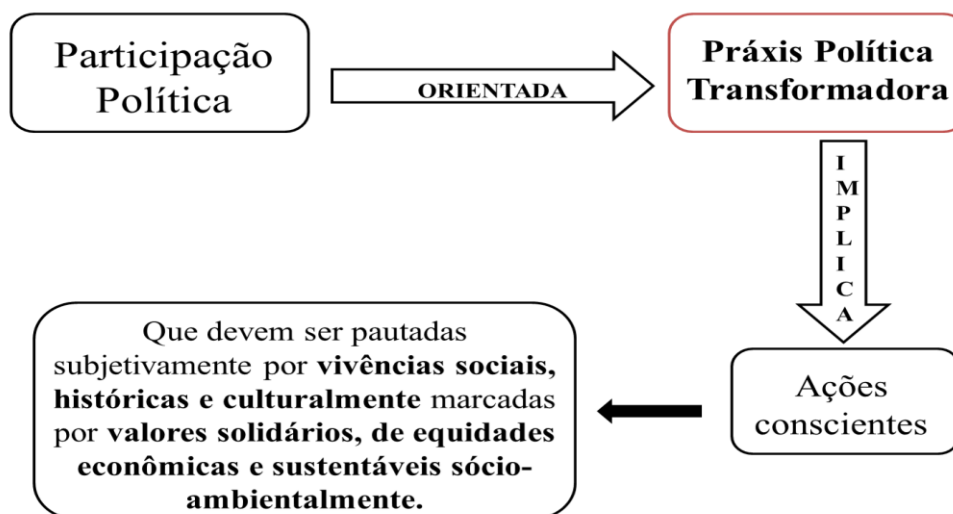 Participação
Política
ORIENTADA
Práxis Política
Transformadora
IMPLICA
Ações
conscientes
Que devem ser pautadas
subjetivamente por vivências sociais,
históricas e culturalmente marcadas
por valores solidários, de equidades
econômicas e sustentáveis sócio-
ambientalmente.